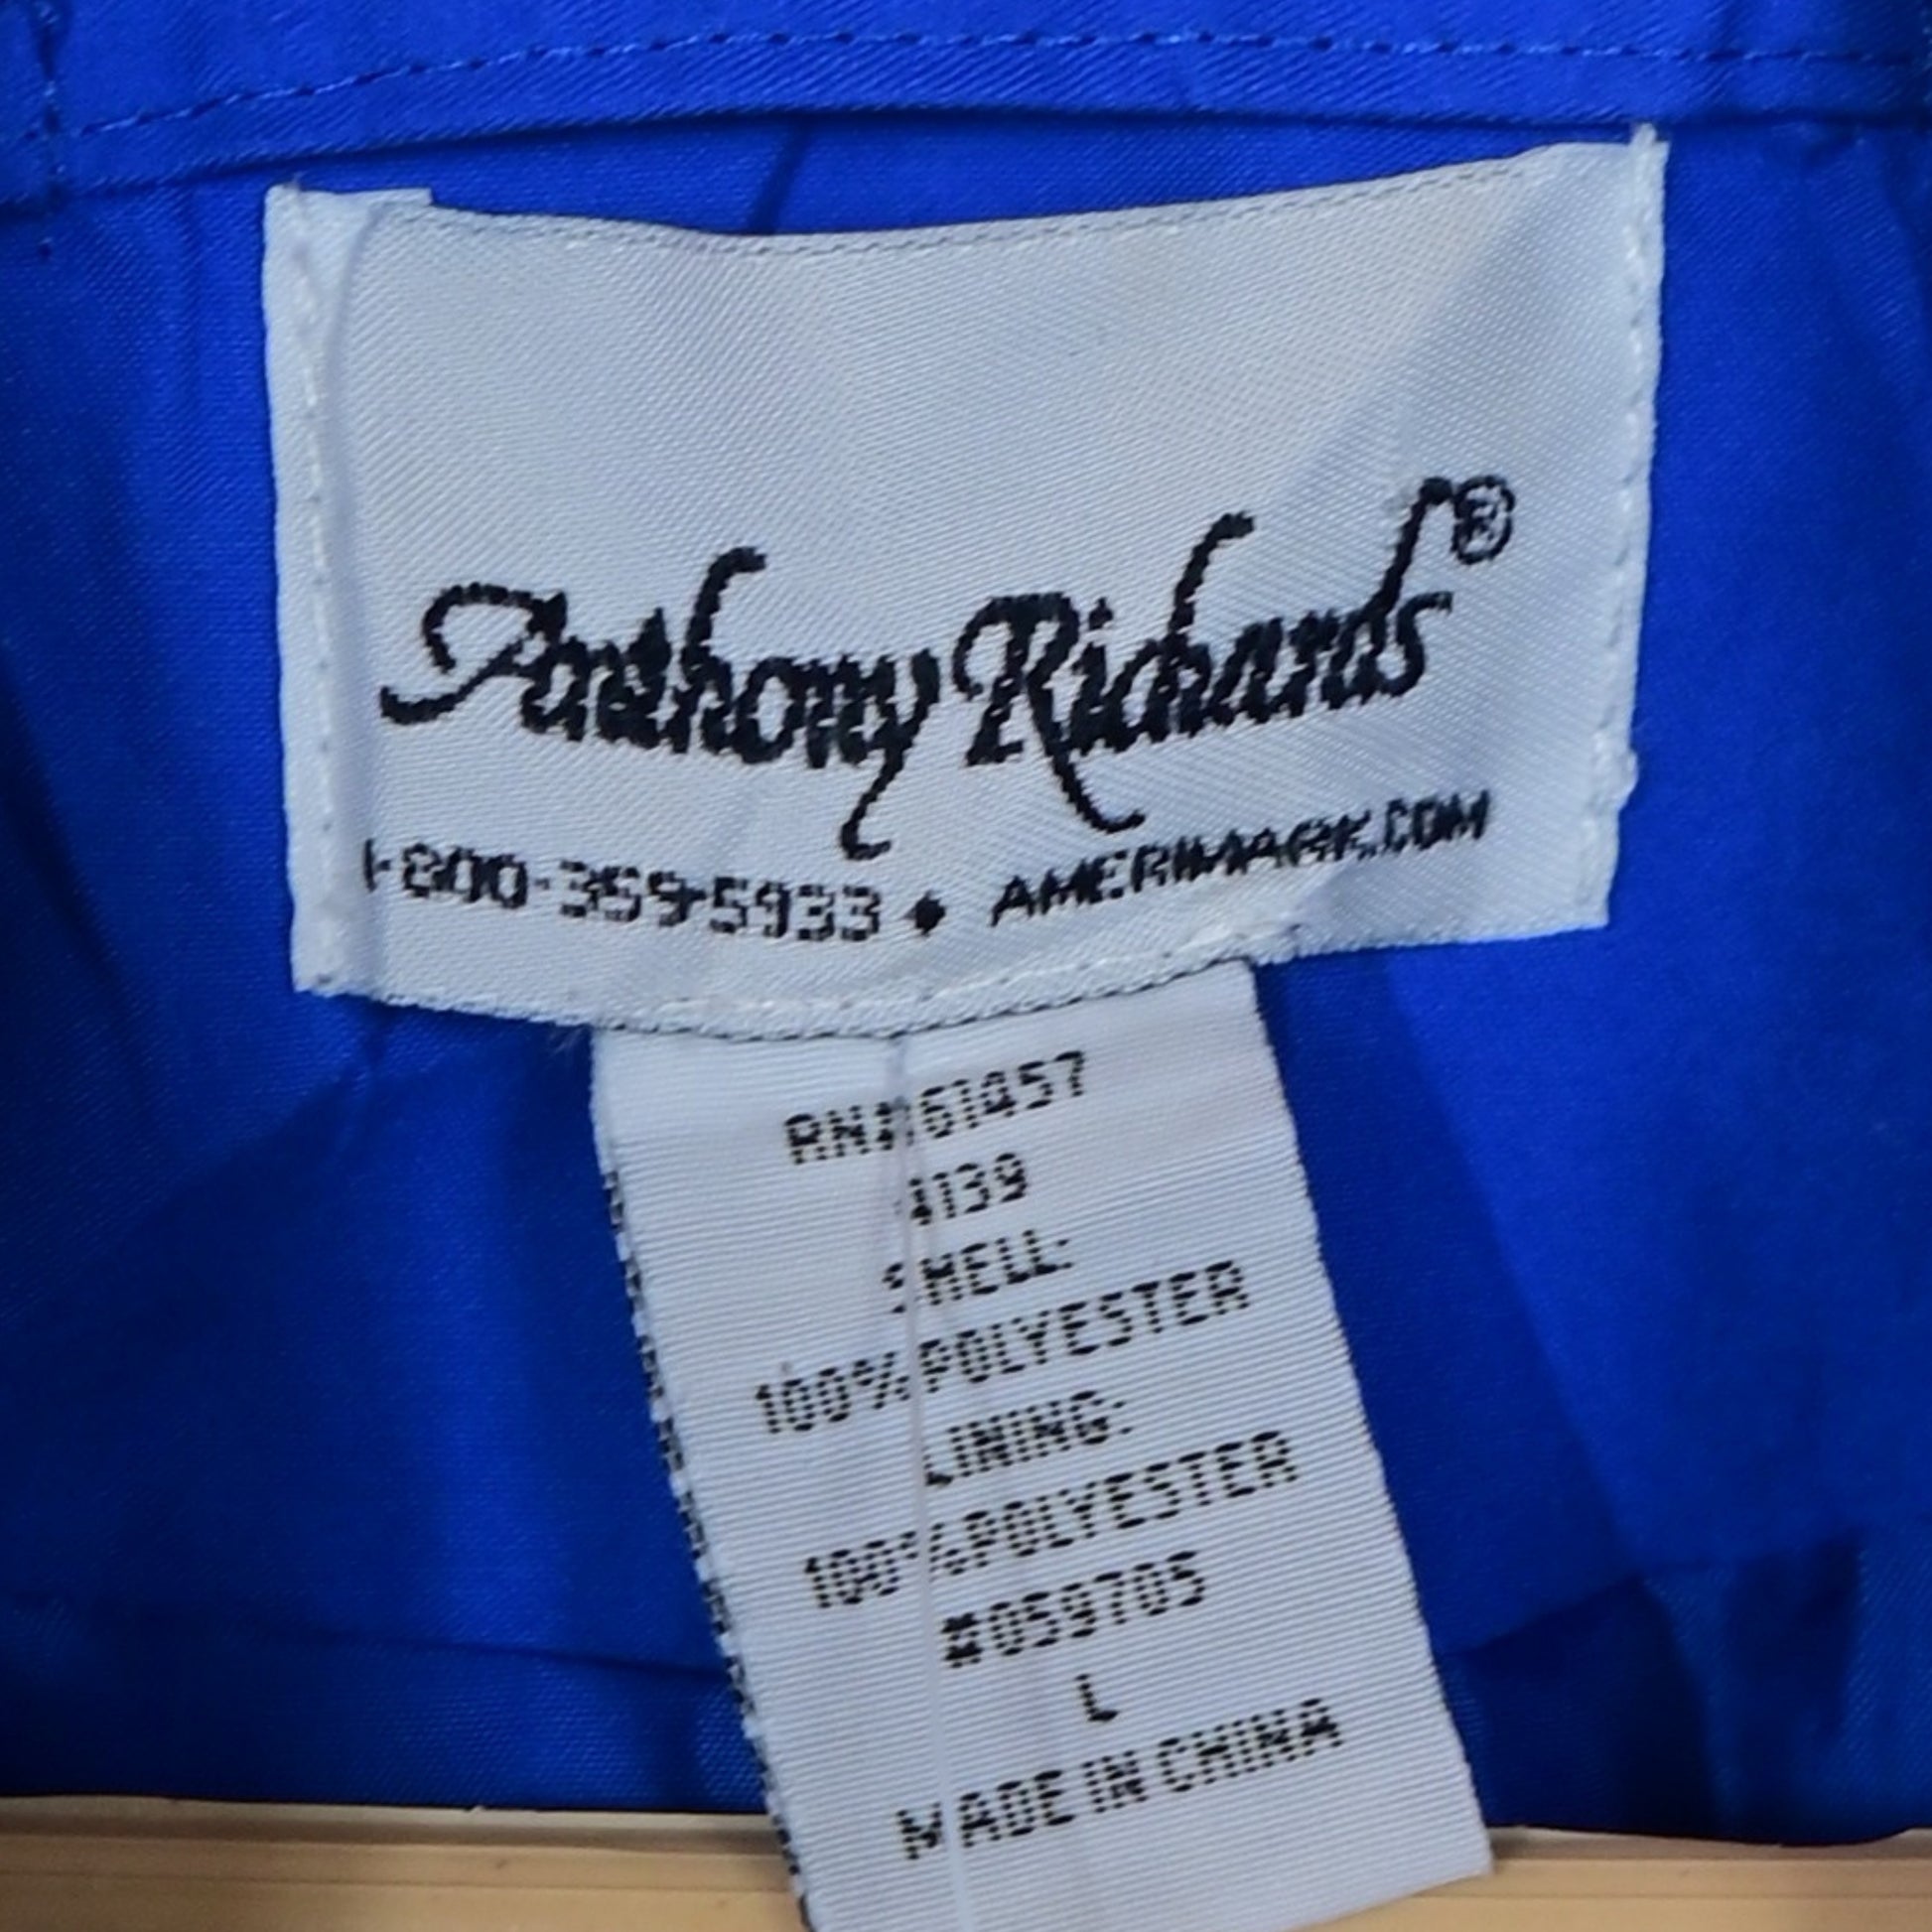 Anthony Richards®
1-800-359-5933 ♦ AMERIMARK.COM
RN#61457
4139
SHELL:
100%POLYESTER
LINING:
100%POLYESTER
#059705
L
MADE IN CHINA